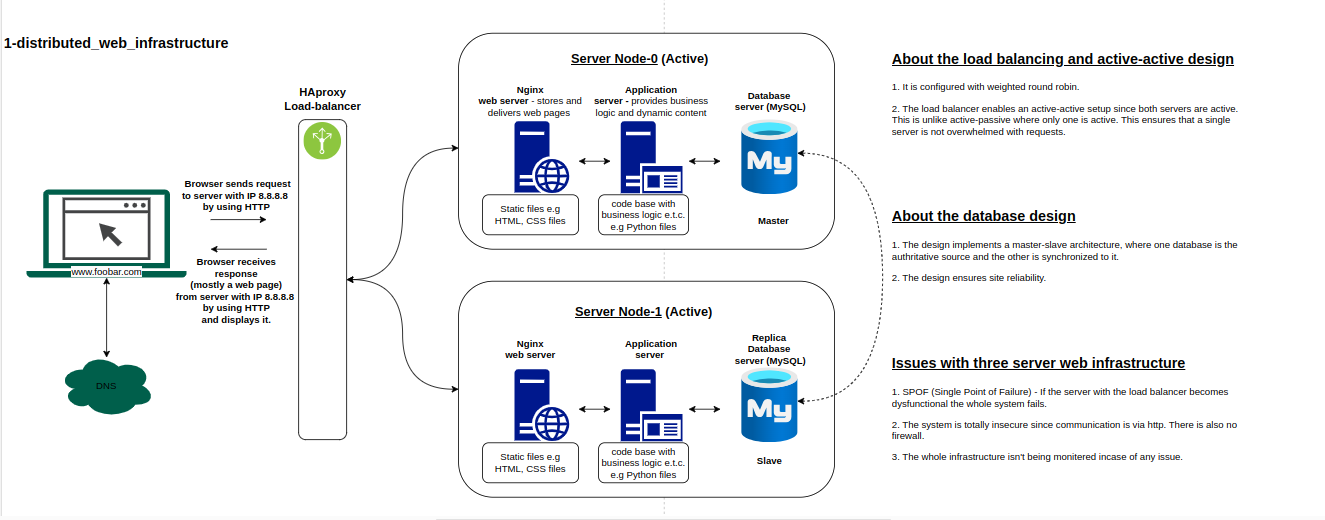 1-distributed_web_infrastructure
HAproxy
Load-balancer
Browser sends request
to server with IP 8.8.8.8
by using HTTP
Browser receives
response
(mostly a web page)
from server with IP 8.8.8.8
by using HTTP
and displays it.
www.foobar.com
DNS
Server Node-0 (Active)
Nginx
web server - stores and
delivers web pages
Application
server - provides business
logic and dynamic content
Database
server (MySQL)
My
Static files e.g
HTML, CSS files
code base with
business logic e.t.c.
e.g Python files
Master
Server Node-1 (Active)
Nginx
web server
Application
server
Replica
Database
server (MySQL)
My
Static files e.g
HTML, CSS files
code base with
business logic e.t.c.
e.g Python files
Slave
About the load balancing and active-active design
1. It is configured with weighted round robin.
2. The load balancer enables an active-active setup since both servers are active.
This is unlike active-passive where only one is active. This ensures that a single
server is not overwhelmed with requests.
About the database design
1. The design implements a master-slave architecture, where one database is the
authritative source and the other is synchronized to it.
2. The design ensures site reliability.
Issues with three server web infrastructure
1. SPOF (Single Point of Failure) - If the server with the load balancer becomes
dysfunctional the whole system fails.
2. The system is totally insecure since communication is via http. There is also no
firewall.
3. The whole infrastructure isn't being monitered incase of any issue.